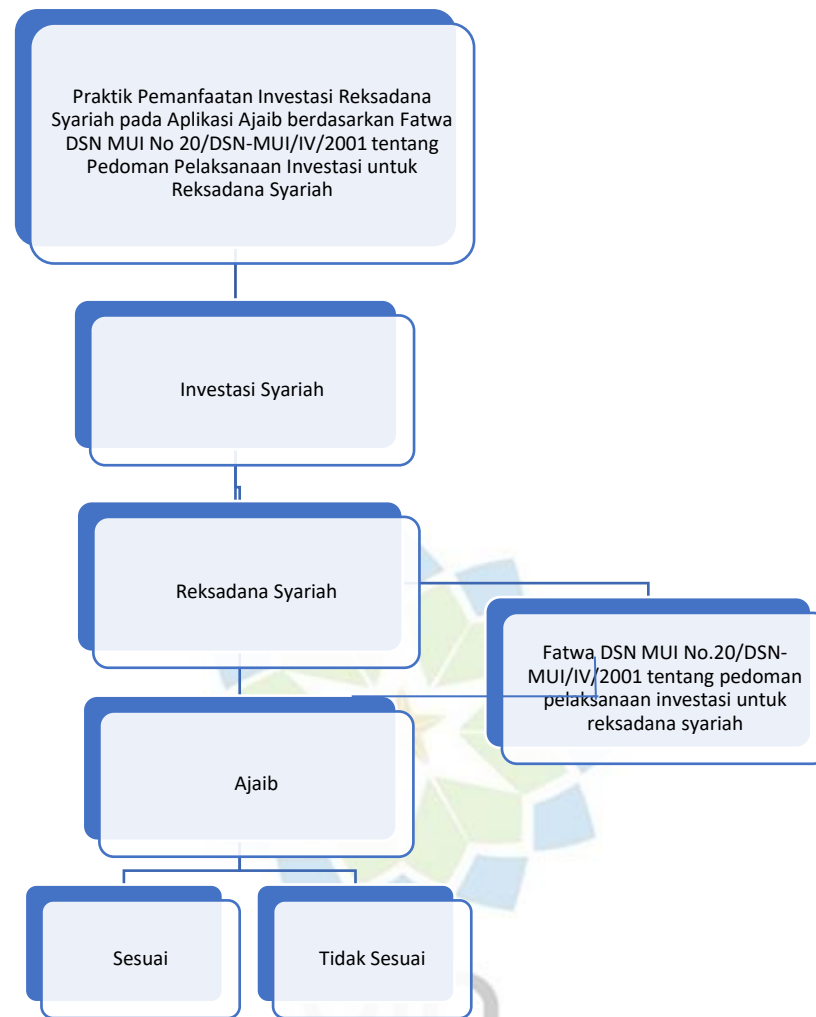 Praktik Pemanfaatan Investasi Reksadana
Syariah pada Aplikasi Ajaib berdasarkan Fatwa
DSN MUI No 20/DSN-MUI/IV/2001 tentang
Pedoman Pelaksanaan Investasi untuk
Reksadana Syariah
Investasi Syariah
Reksadana Syariah
Fatwa DSN MUI No.20/DSN-
MUI/IV/2001 tentang pedoman
pelaksanaan investasi untuk
reksadana syariah
Ajaib
Sesuai
Tidak Sesuai